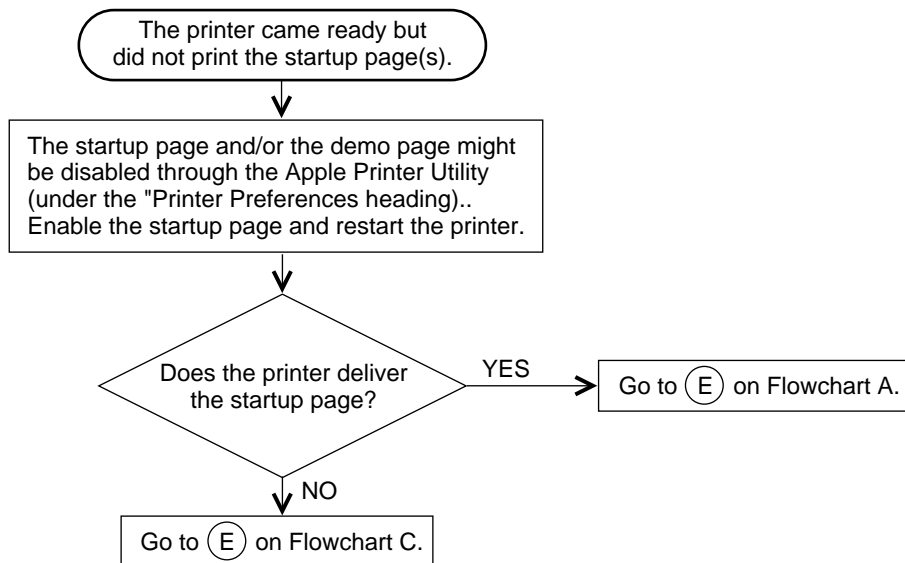 The printer came ready but
did not print the startup page(s).
The startup page and/or the demo page might
be disabled through the Apple Printer Utility
(under the "Printer Preferences heading)..
Enable the startup page and restart the printer.
Does the printer deliver
the startup page?
YES
Go to E on Flowchart A.
NO
Go to E on Flowchart C.